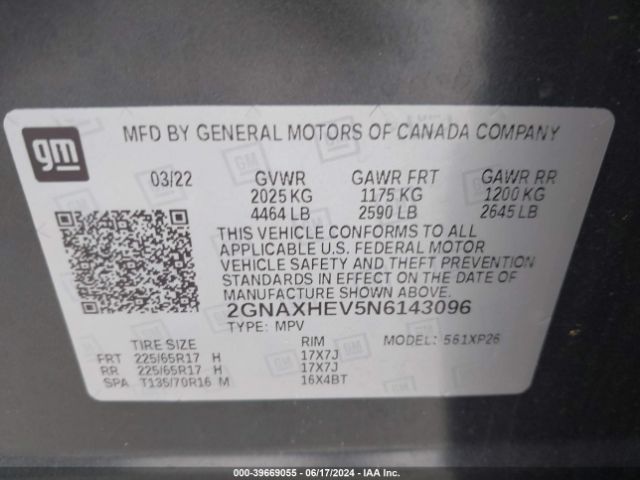 gm
MFD BY GENERAL MOTORS OF CANADA COMPANY
03/22 GVWR GAWR FRT GAWR RR
2025 KG 1175 KG 1200 KG
4464 LB 2590 LB 2645 LB
THIS VEHICLE CONFORMS TO ALL
APPLICABLE U.S. FEDERAL MOTOR
VEHICLE SAFETY AND THEFT PREVENTION
STANDARDS IN EFFECT ON THE DATE OF
MANUFACTURE SHOWN ABOVE.
2GNAXHEV5N6143096
TYPE: MPV MODEL: 561XP26
TIRE SIZE RIM
FRT 225/65R17 H 17X7J
RR 225/65R17 H 17X7J
SPA T135/70R16 M 16X4BT
000-39669055 - 06/17/2024 - IAA Inc.